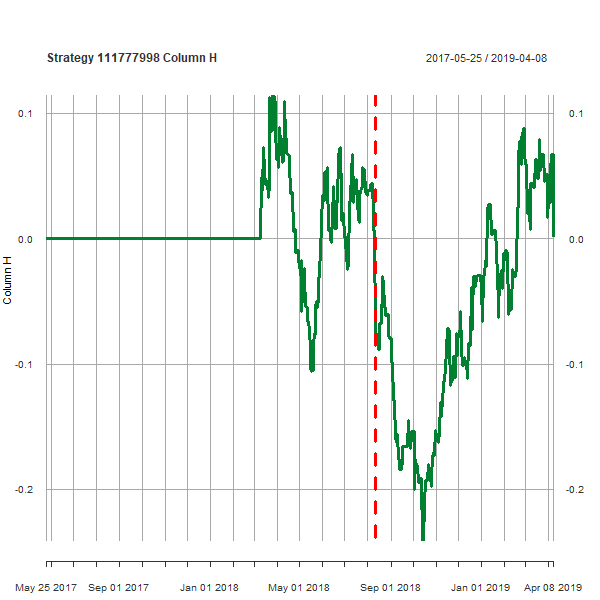 Strategy 111777998 Column H
2017-05-25 / 2019-04-08
0.1
0.1
0.0
0.0
Column H
-0.1
-0.1
-0.2
-0.2
May 25 2017
Sep 01 2017
Jan 01 2018
May 01 2018
Sep 01 2018
Jan 01 2019
Apr 08 2019